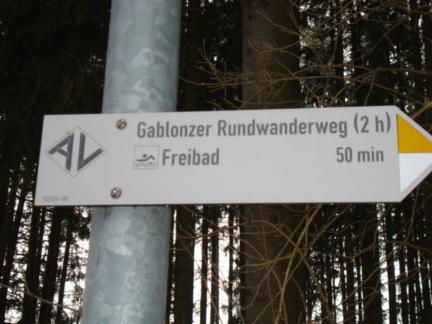 AV
Gablonzer Rundwanderweg (2 h)
Freibad 50 min